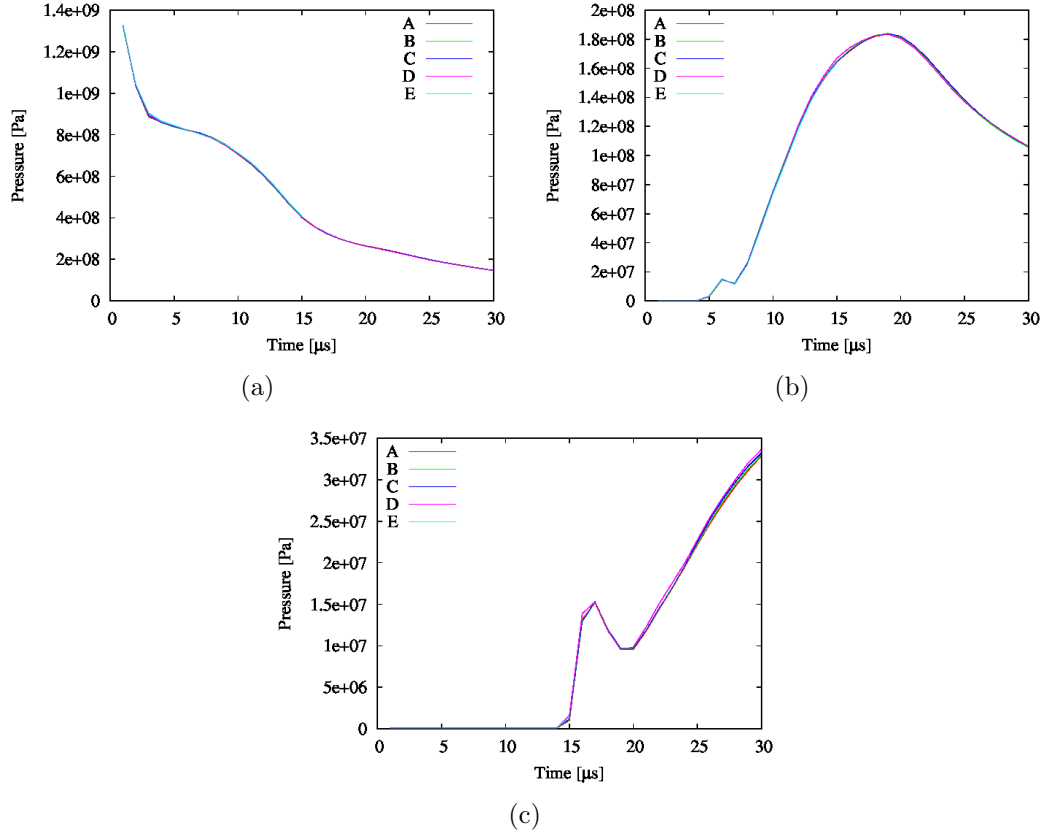 1.4e+09
1.2e+09
1e+09
8e+08
6e+08
4e+08
2e+08
0
Pressure [Pa]
A
B
C
D
E
0 5 10 15 20 25 30
Time [μs]
(a)
2e+08
1.8e+08
1.6e+08
1.4e+08
1.2e+08
1e+08
8e+07
6e+07
4e+07
2e+07
0
Pressure [Pa]
A
B
C
D
E
0 5 10 15 20 25 30
Time [μs]
(b)
3.5e+07
3e+07
2.5e+07
2e+07
1.5e+07
1e+07
5e+06
0
Pressure [Pa]
A
B
C
D
E
0 5 10 15 20 25 30
Time [μs]
(c)